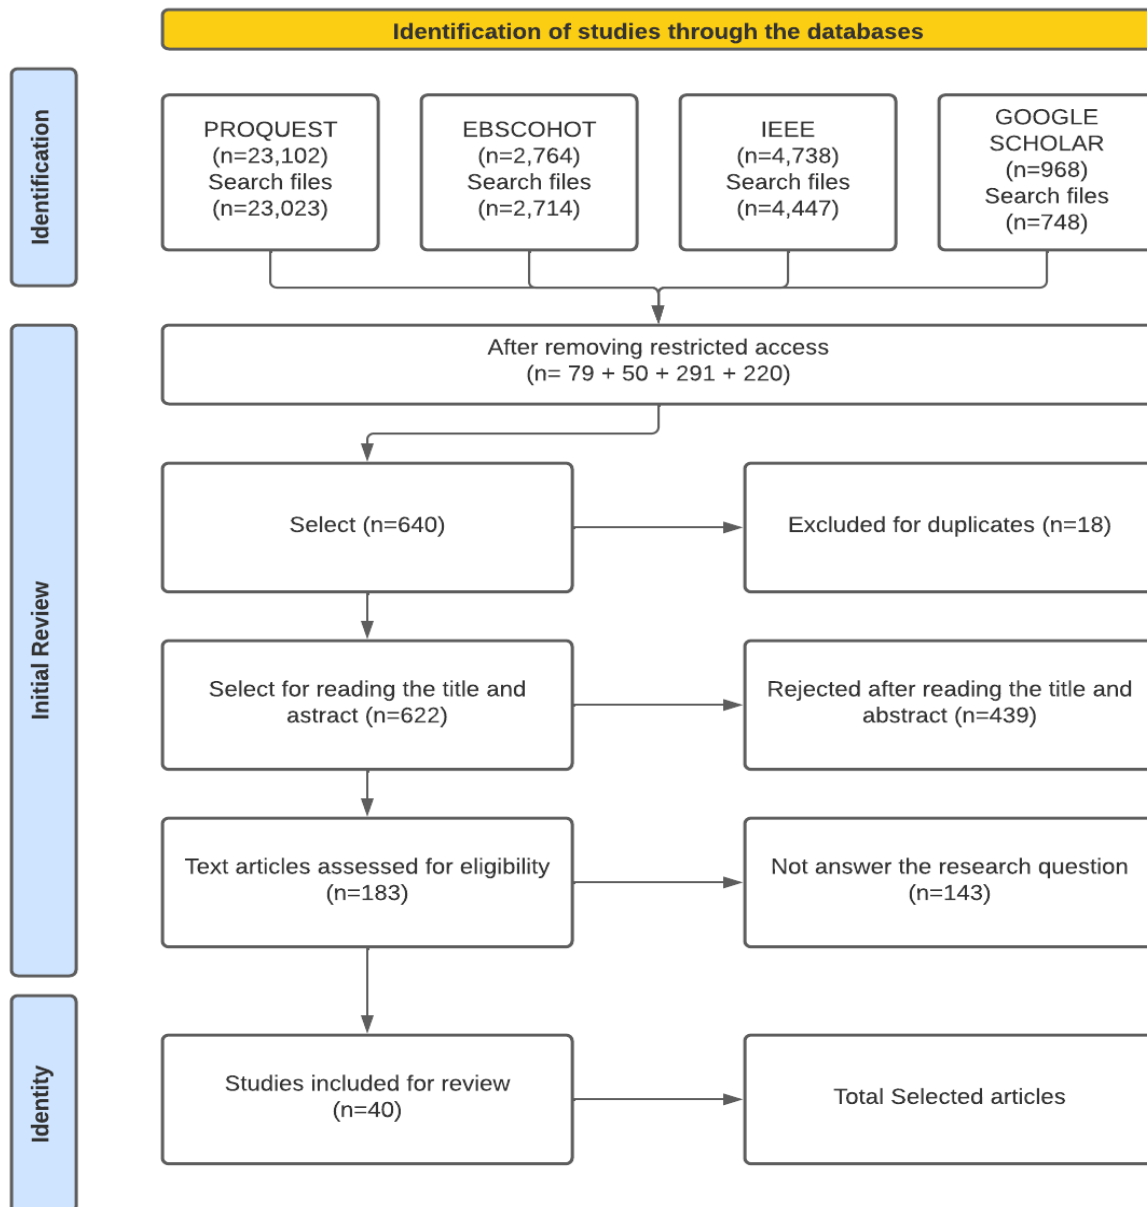 Identification of studies through the databases
Identification
PROQUEST
(n=23,102)
Search files
(n=23,023)
EBSCOHOT
(n=2,764)
Search files
(n=2,714)
IEEE
(n=4,738)
Search files
(n=4,447)
GOOGLE
SCHOLAR
(n=968)
Search files
(n=748)
Initial Review
After removing restricted access
(n= 79 + 50 + 291 + 220)
Select (n=640)
Excluded for duplicates (n=18)
Select for reading the title and
astract (n=622)
Rejected after reading the title and
abstract (n=439)
Text articles assessed for eligibility
(n=183)
Not answer the research question
(n=143)
Identity
Studies included for review
(n=40)
Total Selected articles